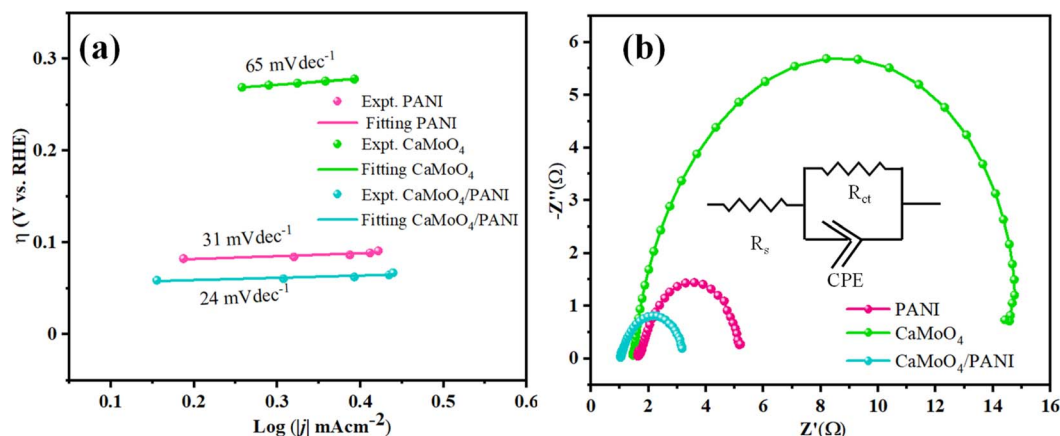 (a)
η (V vs. RHE)
0.3
0.2
0.1
0
65 mVdec⁻¹
Expt. PANI
Fitting PANI
Expt. CaMoO₄
Fitting CaMoO₄
Expt. CaMoO₄/PANI
Fitting CaMoO₄/PANI
31 mVdec⁻¹
24 mVdec⁻¹
0.1 0.2 0.3 0.4 0.5 0.6
Log (|j| mAcm⁻²)
(b)
-Z''(Ω)
6
5
4
3
2
1
0
Rct
Rs
CPE
PANI
CaMoO₄
CaMoO₄/PANI
0 2 4 6 8 10 12 14 16
Z'(Ω)